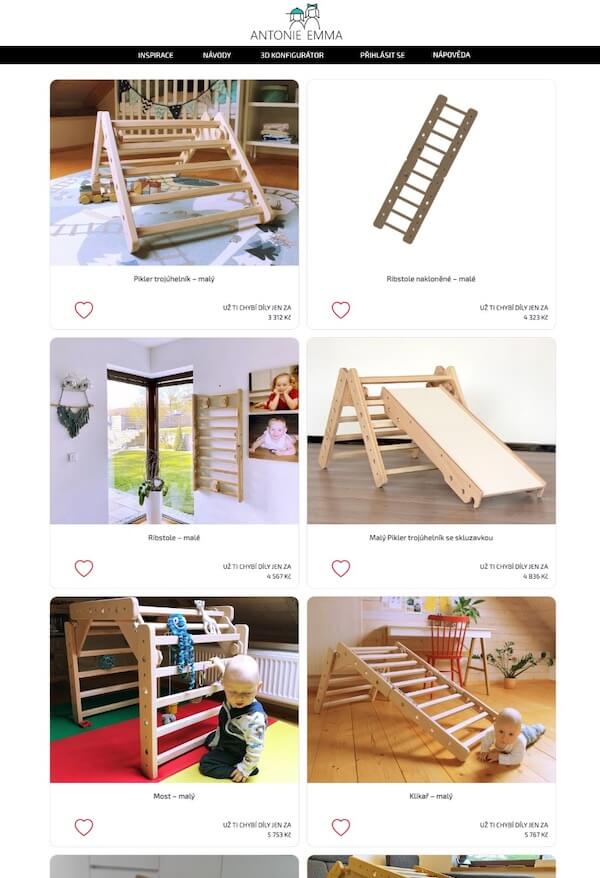 ANTONIE EMMA
INSPIRACE NÁVODY 3D KONFIGURÁTOR PŘIHLÁSIT SE NÁPOVĚDA
Pikler trojúhelník – malý
UŽ TI CHYBÍ DÍLY JEN ZA
3 312 Kč
Ribstole nakloněné – malé
UŽ TI CHYBÍ DÍLY JEN ZA
4 323 Kč
Ribstole – malé
UŽ TI CHYBÍ DÍLY JEN ZA
4 567 Kč
Malý Pikler trojúhelník se skluzavkou
UŽ TI CHYBÍ DÍLY JEN ZA
4 836 Kč
Most – malý
UŽ TI CHYBÍ DÍLY JEN ZA
5 753 Kč
Klikař – malý
UŽ TI CHYBÍ DÍLY JEN ZA
5 767 Kč